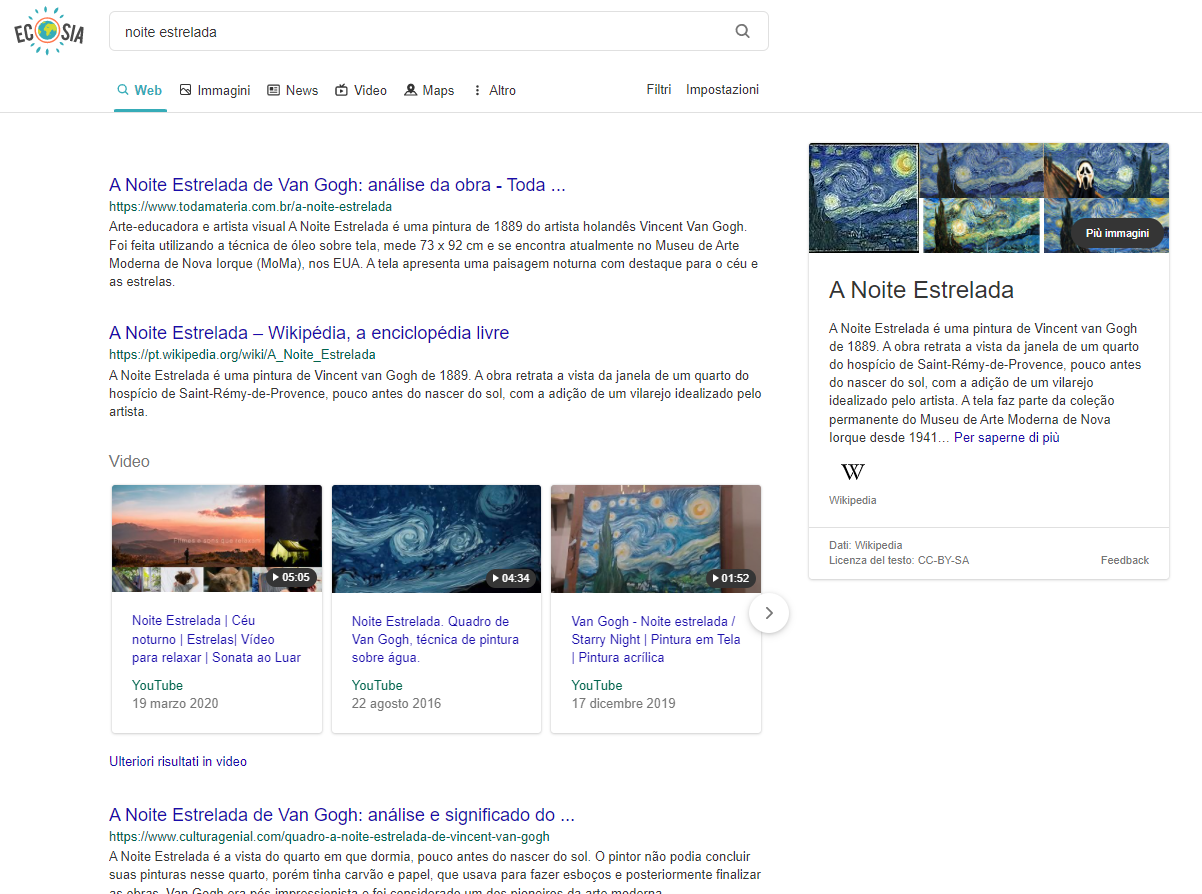 ECOSIA
noite estrelada
Web
Immagini
News
Video
Maps
Altro
Filtri
Impostazioni
A Noite Estrelada de Van Gogh: análise da obra - Toda ...
https://www.todamateria.com.br/a-noite-estrelada
Arte-educadora e artista visual A Noite Estrelada é uma pintura de 1889 do artista holandês Vincent Van Gogh.
Foi feita utilizando a técnica de óleo sobre tela, mede 73 x 92 cm e se encontra atualmente no Museu de Arte
Moderna de Nova Iorque (MoMa), nos EUA. A tela apresenta uma paisagem noturna com destaque para o céu e
as estrelas.
A Noite Estrelada – Wikipédia, a enciclopédia livre
https://pt.wikipedia.org/wiki/A_Noite_Estrelada
A Noite Estrelada é uma pintura de Vincent van Gogh de 1889. A obra retrata a vista da janela de um quarto do
hospício de Saint-Rémy-de-Provence, pouco antes do nascer do sol, com a adição de um vilarejo idealizado pelo
artista.
Video
05:05
Noite Estrelada | Céu
noturno | Estrelas| Vídeo
para relaxar | Sonata ao Luar
YouTube
19 marzo 2020
04:34
Noite Estrelada. Quadro de
Van Gogh, técnica de pintura
sobre água.
YouTube
22 agosto 2016
01:52
Van Gogh - Noite estrelada /
Starry Night | Pintura em Tela
| Pintura acrílica
YouTube
17 dicembre 2019
Ulteriori risultati in video
A Noite Estrelada de Van Gogh: análise e significado do ...
https://www.culturagenial.com/quadro-a-noite-estrelada-de-vincent-van-gogh
A Noite Estrelada é a vista do quarto em que dormia, pouco antes do nascer do sol. O pintor não podia concluir
suas pinturas nesse quarto, porém tinha carvão e papel, que usava para fazer esboços e posteriormente finalizar
as obras. Van Gogh era pós-impressionista e foi considerado um dos pioneiros da arte moderna.
Più immagini
A Noite Estrelada
A Noite Estrelada é uma pintura de Vincent van Gogh
de 1889. A obra retrata a vista da janela de um quarto
do hospício de Saint-Rémy-de-Provence, pouco antes
do nascer do sol, com a adição de um vilarejo
idealizado pelo artista. A tela faz parte da coleção
permanente do Museu de Arte Moderna de Nova
Iorque desde 1941… Per saperne di più
W
Wikipedia
Dati: Wikipedia
Licenza del testo: CC-BY-SA
Feedback